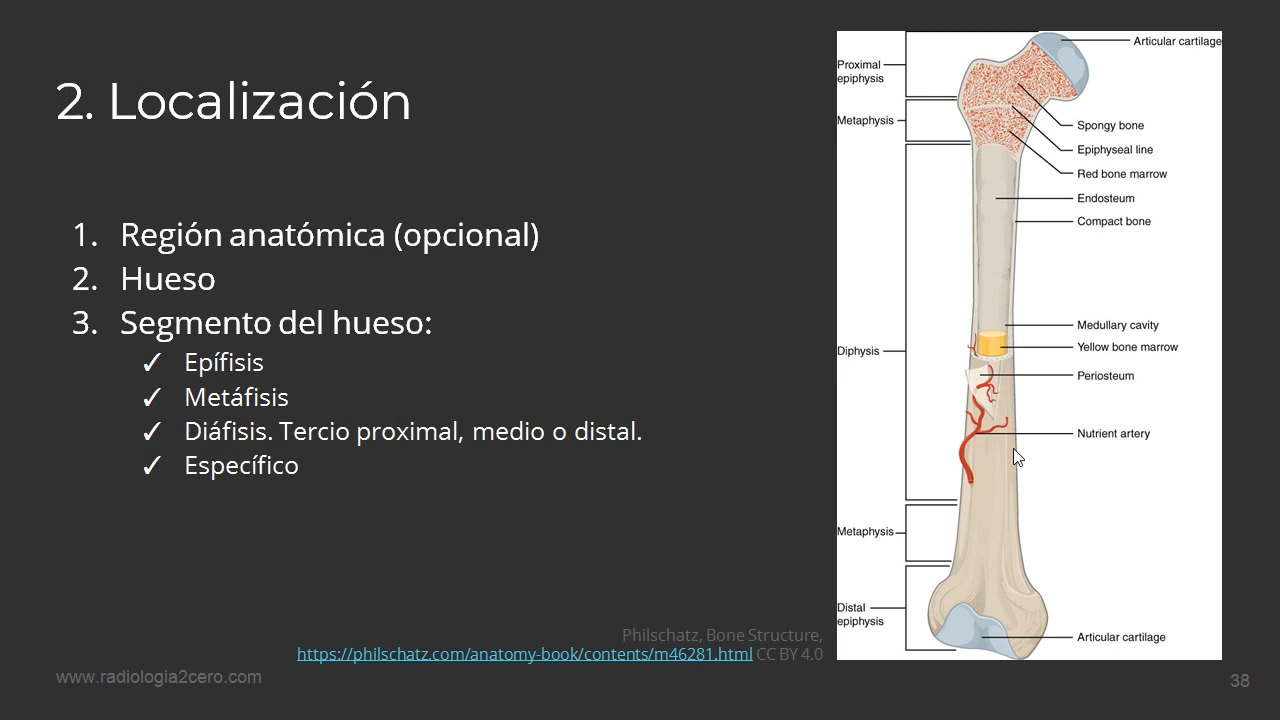 2. Localización
1. Región anatómica (opcional)
2. Hueso
3. Segmento del hueso:
✓ Epífisis
✓ Metáfisis
✓ Diáfisis. Tercio proximal, medio o distal.
✓ Específico
Philschatz, Bone Structure,
https://philschatz.com/anatomy-book/contents/m46281.html CC BY 4.0
www.radiologia2cero.com
38
Proximal
epiphysis
Metaphysis
Diphysis
Metaphysis
Distal
epiphysis
Articular cartilage
Spongy bone
Epiphyseal line
Red bone marrow
Endosteum
Compact bone
Medullary cavity
Yellow bone marrow
Periosteum
Nutrient artery
Articular cartilage